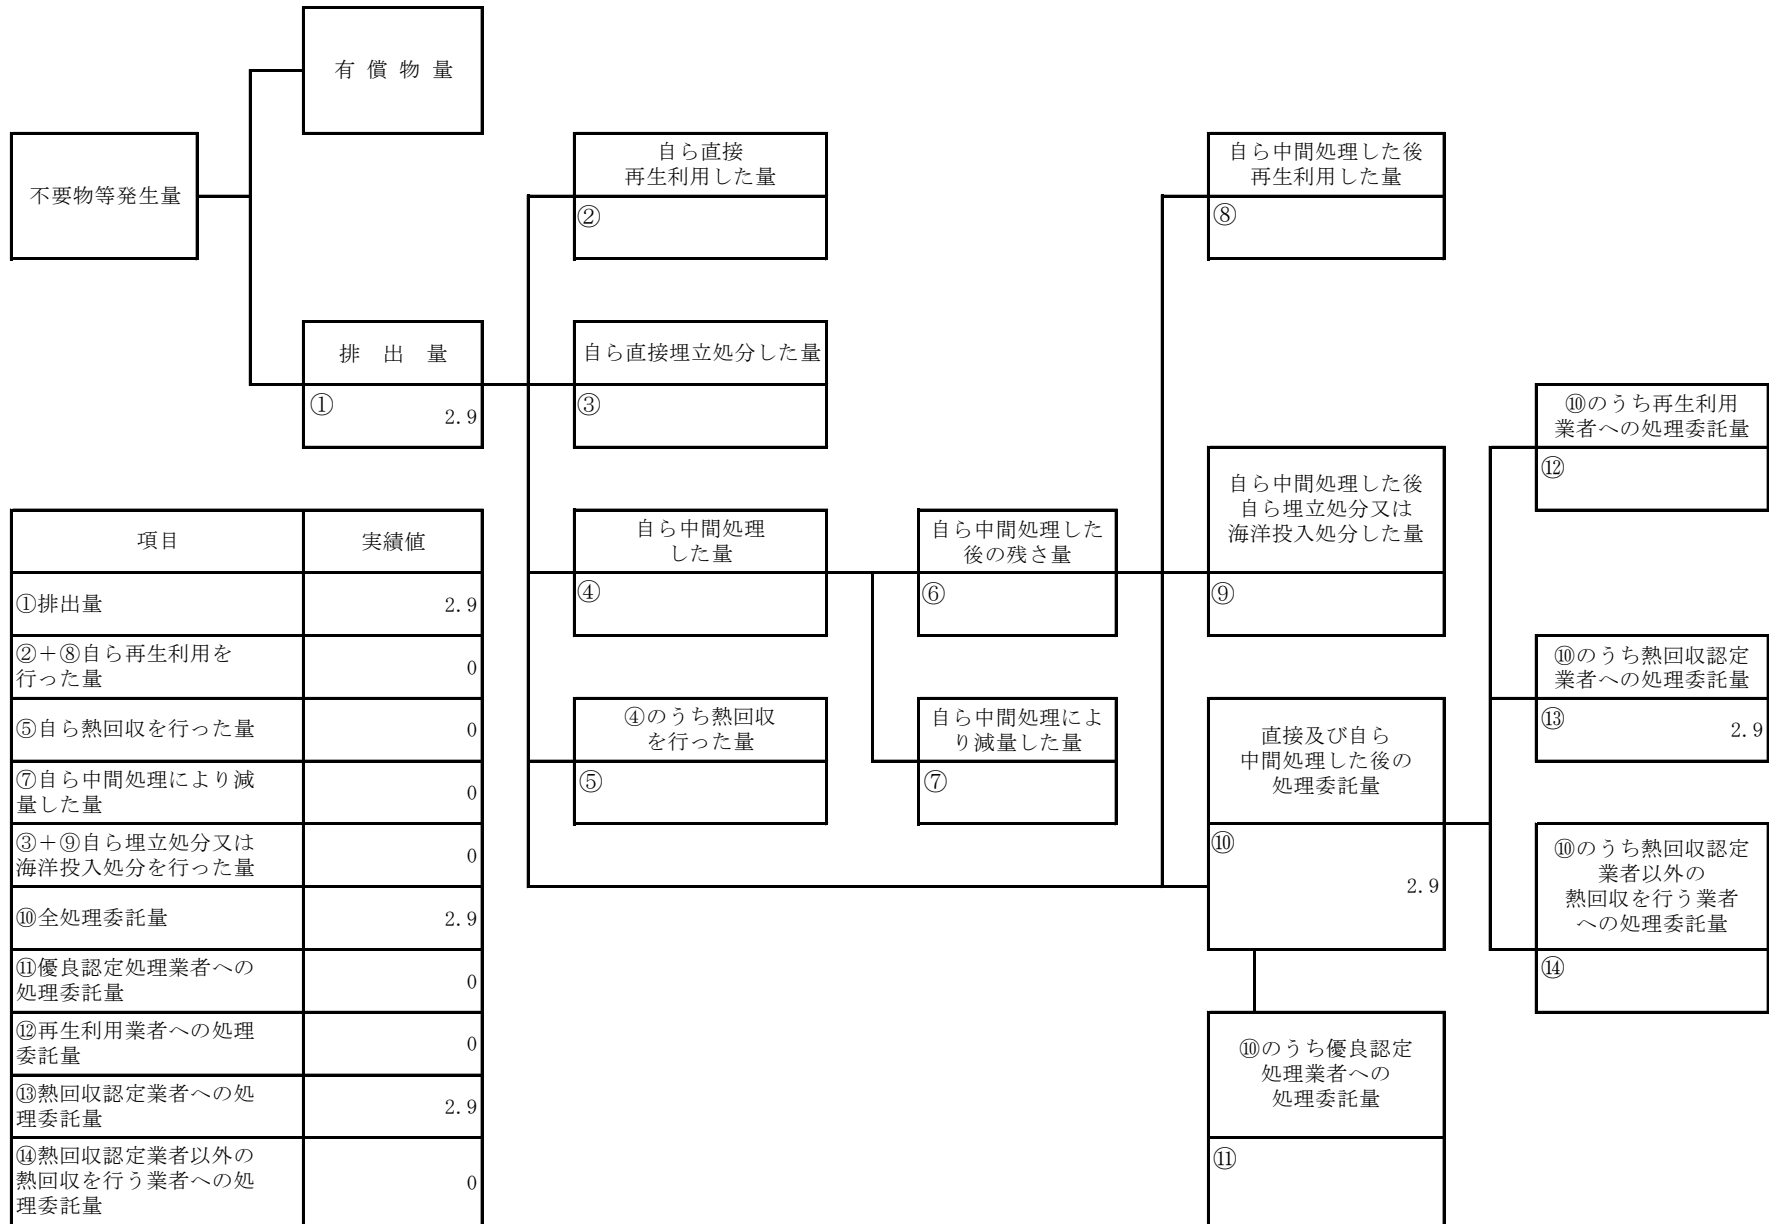 有 償 物 量
不要物等発生量
自ら直接
再生利用した量
②
自ら中間処理した後
再生利用した量
⑧
排 出 量
①
2.9
自ら直接埋立処分した量
③
⑩のうち再生利用
業者への処理委託量
⑫
自ら中間処理した後
自ら埋立処分又は
海洋投入処分した量
⑨
自ら中間処理
した量
④
自ら中間処理した
後の残さ量
⑥
⑩のうち熱回収認定
業者への処理委託量
⑬
2.9
④のうち熱回収
を行った量
⑤
自ら中間処理によ
り減量した量
⑦
直接及び自ら
中間処理した後の
処理委託量
⑩
2.9
⑩のうち熱回収認定
業者以外の
熱回収を行う業者
への処理委託量
⑭
⑩のうち優良認定
処理業者への
処理委託量
⑪
項目 実績値
①排出量 2.9
②+⑧自ら再生利用を
行った量 0
⑤自ら熱回収を行った量 0
⑦自ら中間処理により減
量した量 0
③+⑨自ら埋立処分又は
海洋投入処分を行った量 0
⑩全処理委託量 2.9
⑪優良認定処理業者への
処理委託量 0
⑫再生利用業者への処理
委託量 0
⑬熱回収認定業者への処
理委託量 2.9
⑭熱回収認定業者以外の
熱回収を行う業者への処
理委託量 0